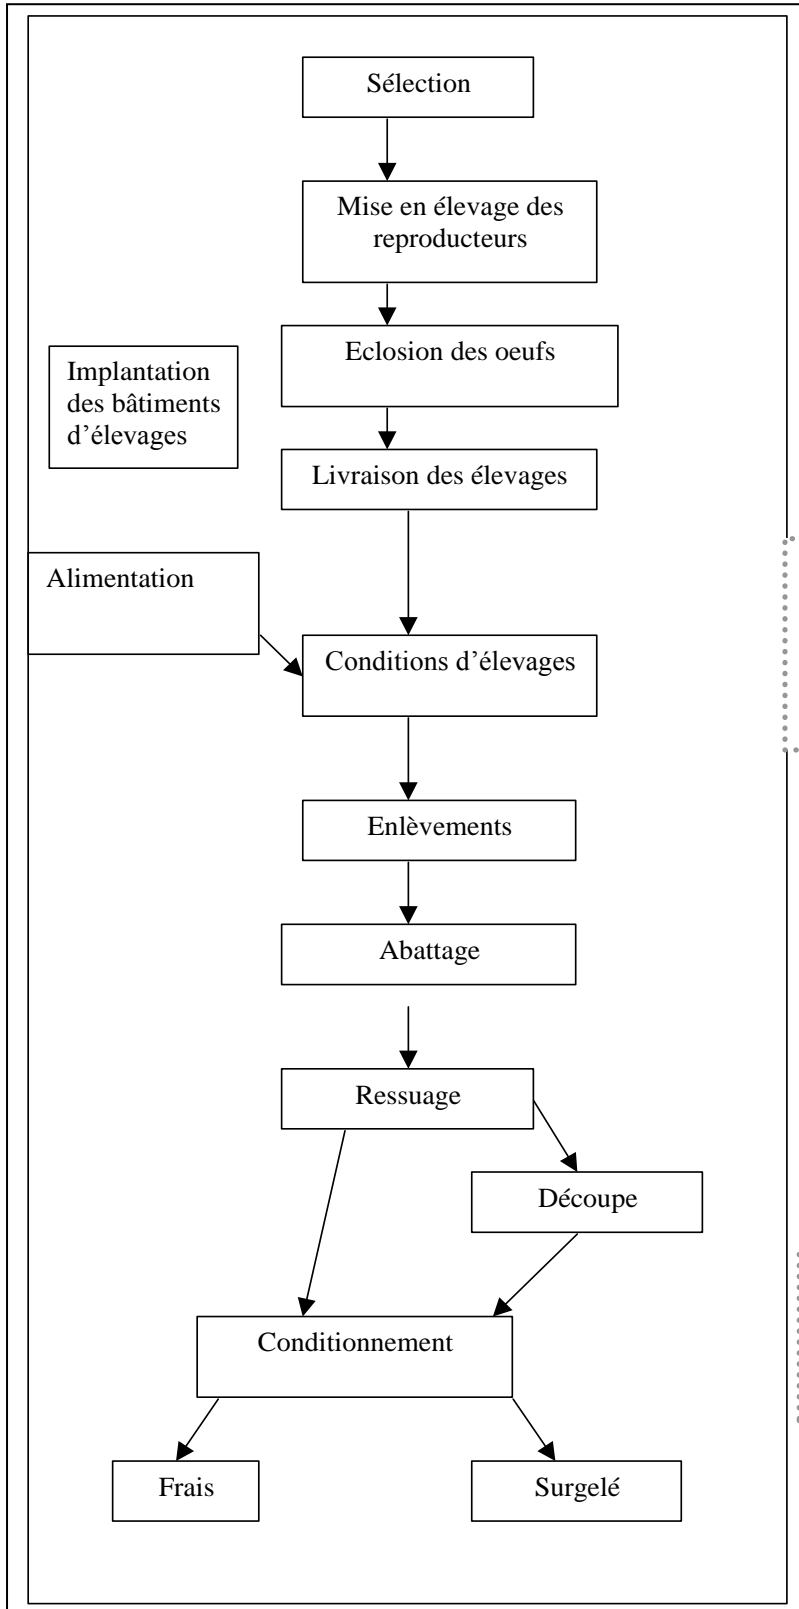 Sélection
Mise en élevage des
reproducteurs
Eclosion des oeufs
Implantation
des bâtiments
d'élevages
Livraison des élevages
Alimentation
Conditions d'élevages
Enlèvements
Abattage
Ressuage
Découpe
Conditionnement
Frais
Surgelé